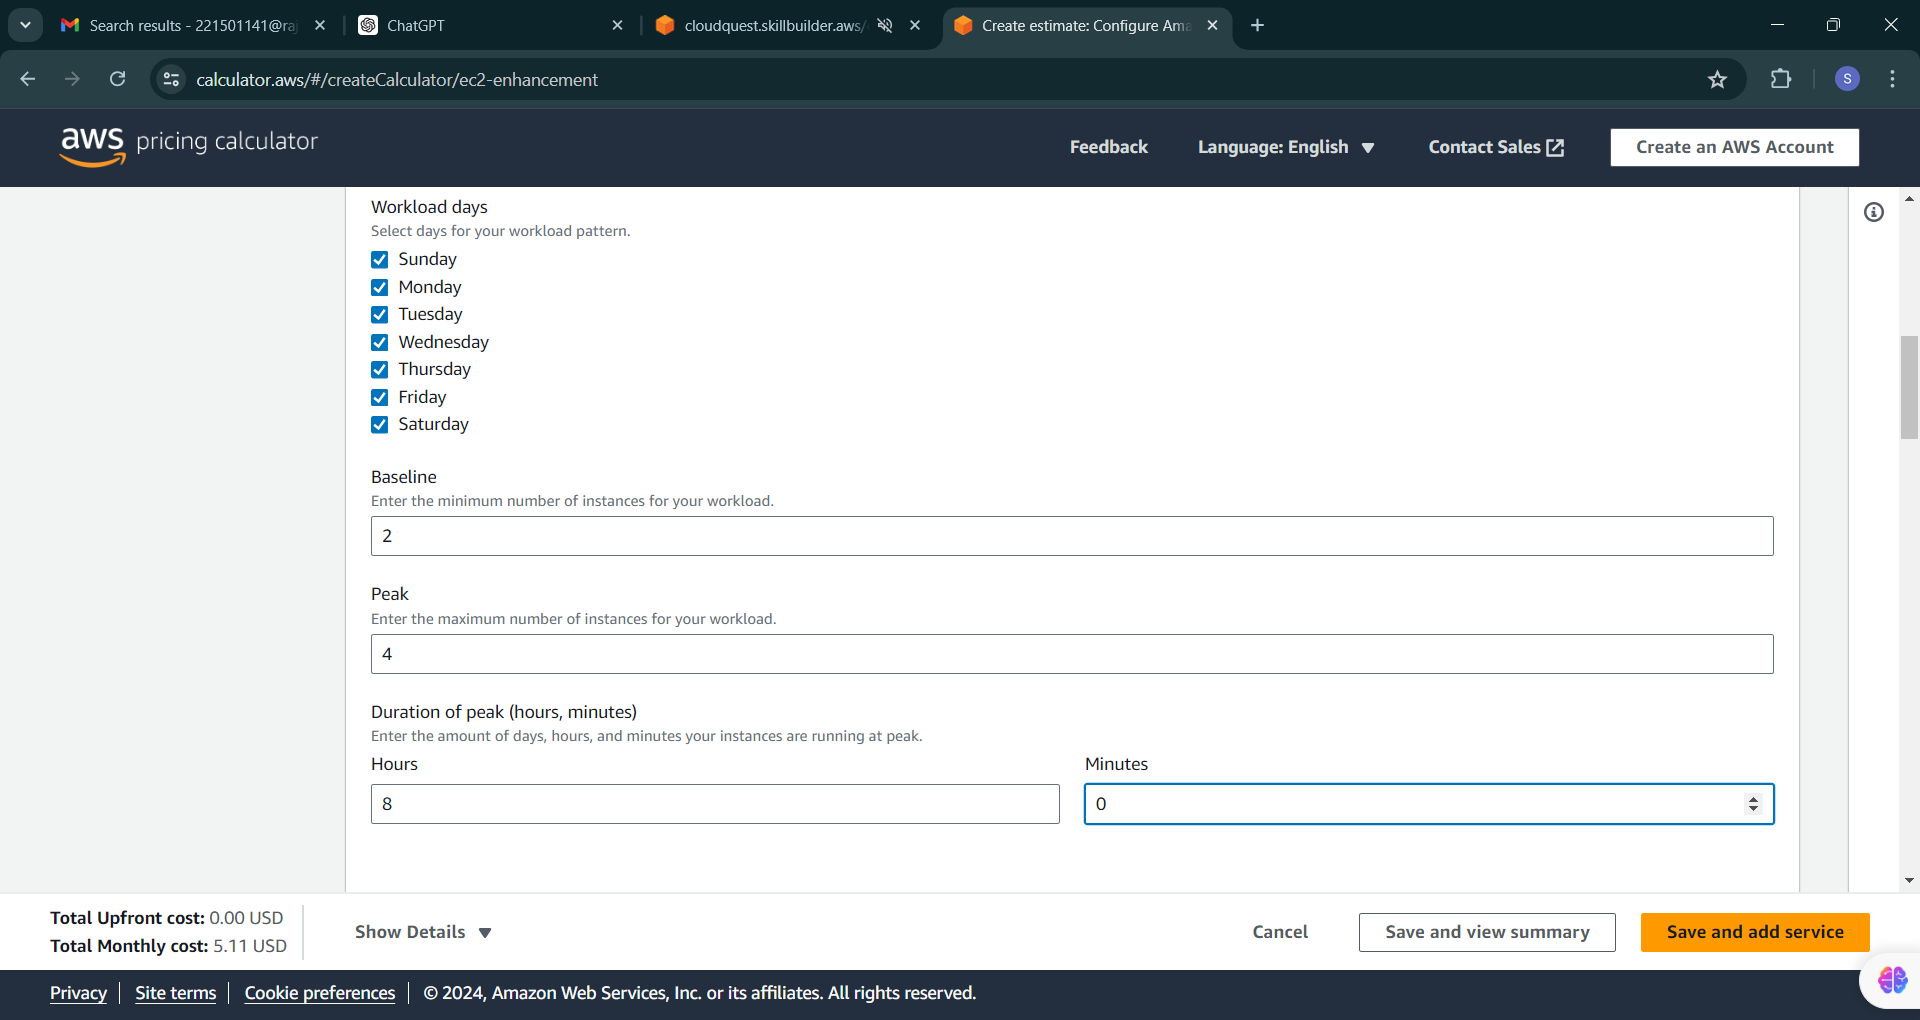 Search results - 221501141@raj
ChatGPT
cloudquest.skillbuilder.aws/
Create estimate: Configure Ama
calculator.aws/#/createCalculator/ec2-enhancement
S
aws pricing calculator
Feedback
Language: English
Contact Sales
Create an AWS Account
Workload days
Select days for your workload pattern.
Sunday
Monday
Tuesday
Wednesday
Thursday
Friday
Saturday
Baseline
Enter the minimum number of instances for your workload.
2
Peak
Enter the maximum number of instances for your workload.
4
Duration of peak (hours, minutes)
Enter the amount of days, hours, and minutes your instances are running at peak.
Hours
Minutes
8
0
Total Upfront cost: 0.00 USD
Total Monthly cost: 5.11 USD
Show Details
Cancel
Save and view summary
Save and add service
Privacy
Site terms
Cookie preferences
© 2024, Amazon Web Services, Inc. or its affiliates. All rights reserved.